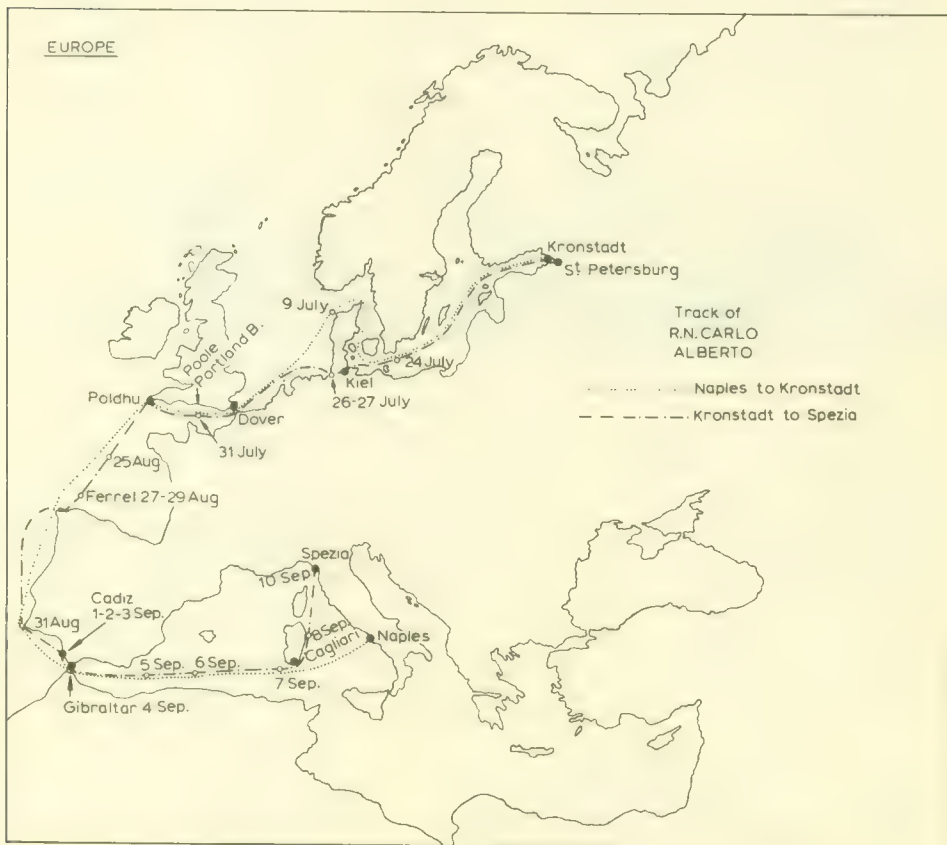 EUROPE
Kronstadt
St. Petersburg
9 July
Track of
R.N. CARLO
ALBERTO
Poole
Portland B.
24 July
Kiel
Naples to Kronstadt
Poldhu
Dover
26-27 July
Kronstadt to Spezia
31 July
25 Aug
Ferrel 27-29 Aug
Spezia
10 Sep.
Cadiz
1-2-3 Sep.
31 Aug
8 Sep.
Cagliari
Naples
5 Sep.
6 Sep.
7 Sep.
Gibraltar 4 Sep.